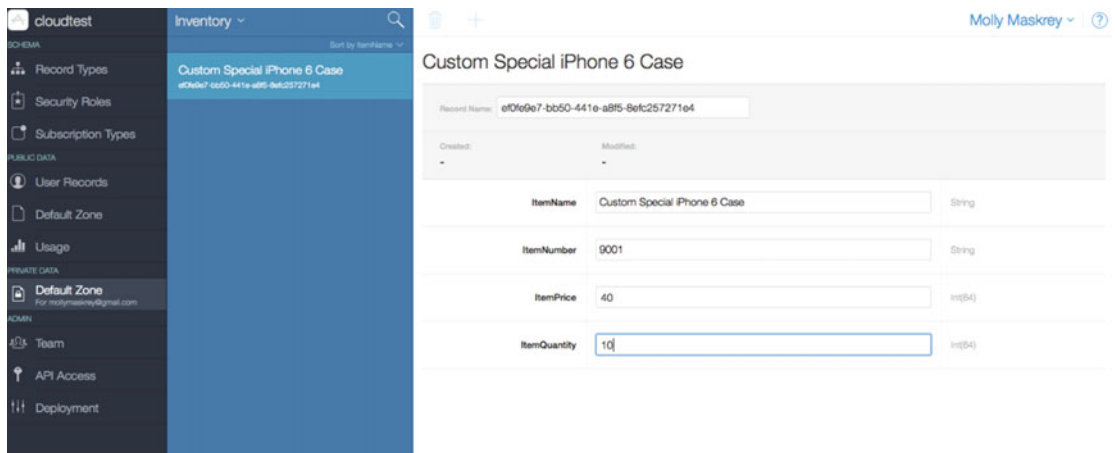 cloudtest
SCHEMA
Record Types
Security Roles
Subscription Types
PUBLIC DATA
User Records
Default Zone
Usage
PRIVATE DATA
Default Zone
For mollymaskrey@gmail.com
ADMIN
Team
API Access
Deployment
Inventory
Sort by ItemName
Custom Special iPhone 6 Case
ef0fe9e7-bb50-441e-a8f5-8efc257271e4
Molly Maskrey
?
Custom Special iPhone 6 Case
Record Name: ef0fe9e7-bb50-441e-a8f5-8efc257271e4
Created: Modified:
- -
ItemName Custom Special iPhone 6 Case String
ItemNumber 9001 String
ItemPrice 40 Int(64)
ItemQuantity 10 Int(64)